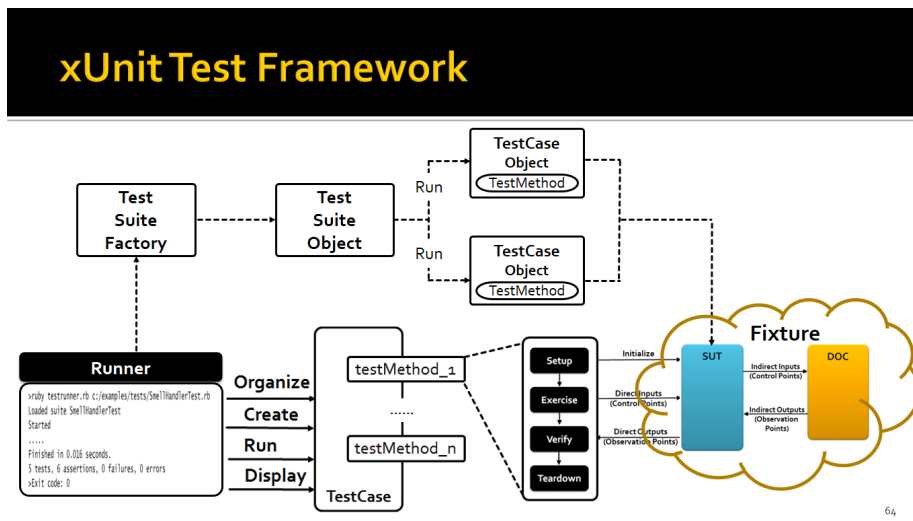 xUnit Test Framework
Test
Suite
Factory
Test
Suite
Object
Run
Run
TestCase
Object
TestMethod
TestCase
Object
TestMethod
Runner
>ruby testrunner.rb c:/examples/tests/SmellHandlerTest.rb
Loaded suite SmellHandlerTest
Started
.....
Finished in 0.016 seconds.
5 tests, 6 assertions, 0 failures, 0 errors
>Exit code: 0
Organize
Create
Run
Display
testMethod_1
......
testMethod_n
TestCase
Setup
Exercise
Verify
Teardown
Initialize
Direct Inputs
(Control Points)
Direct Outputs
(Observation Points)
Fixture
SUT
Indirect Inputs
(Control Points)
Indirect Outputs
(Observation
Points)
DOC
64